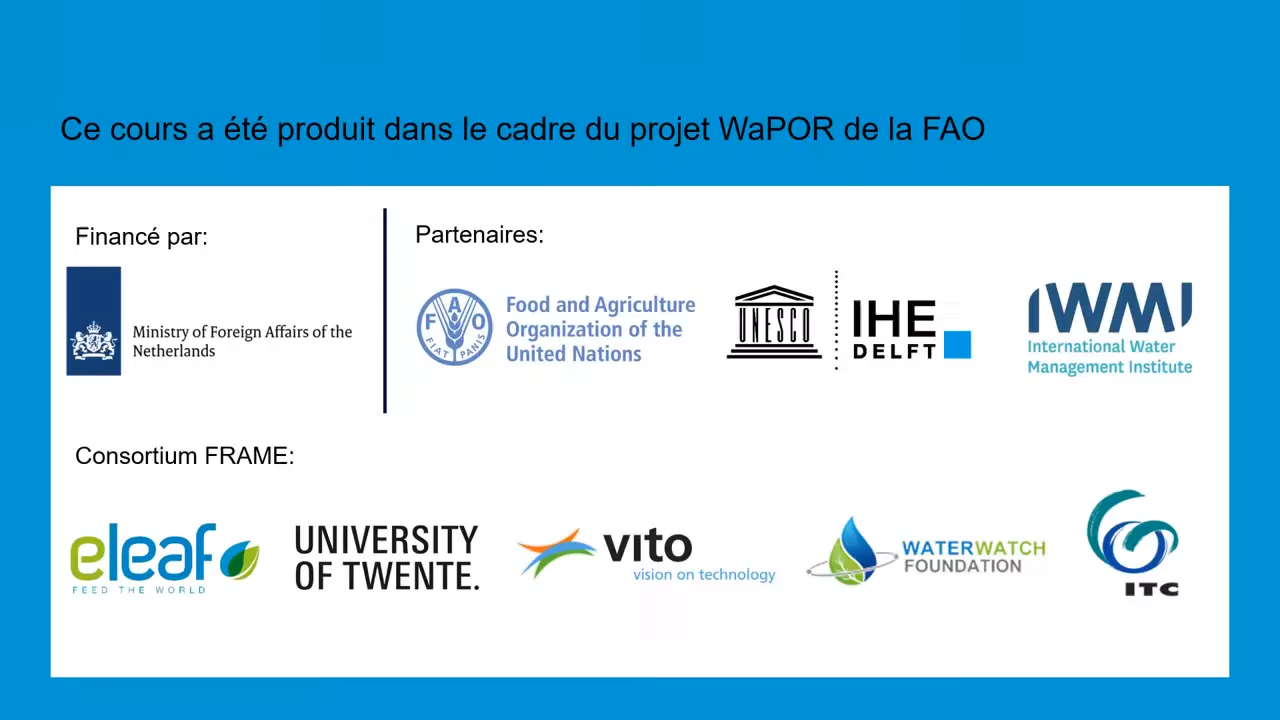 Ce cours a été produit dans le cadre du projet WaPOR de la FAO
Financé par:
Ministry of Foreign Affairs of the
Netherlands
Partenaires:
FAO
FIAT PANIS
Food and Agriculture
Organization of the
United Nations
UNESCO
IHE
DELFT
IWMI
International Water
Management Institute
Consortium FRAME:
eleaf
FEED THE WORLD
UNIVERSITY
OF TWENTE.
vito
vision on technology
WATERWATCH
FOUNDATION
ITC